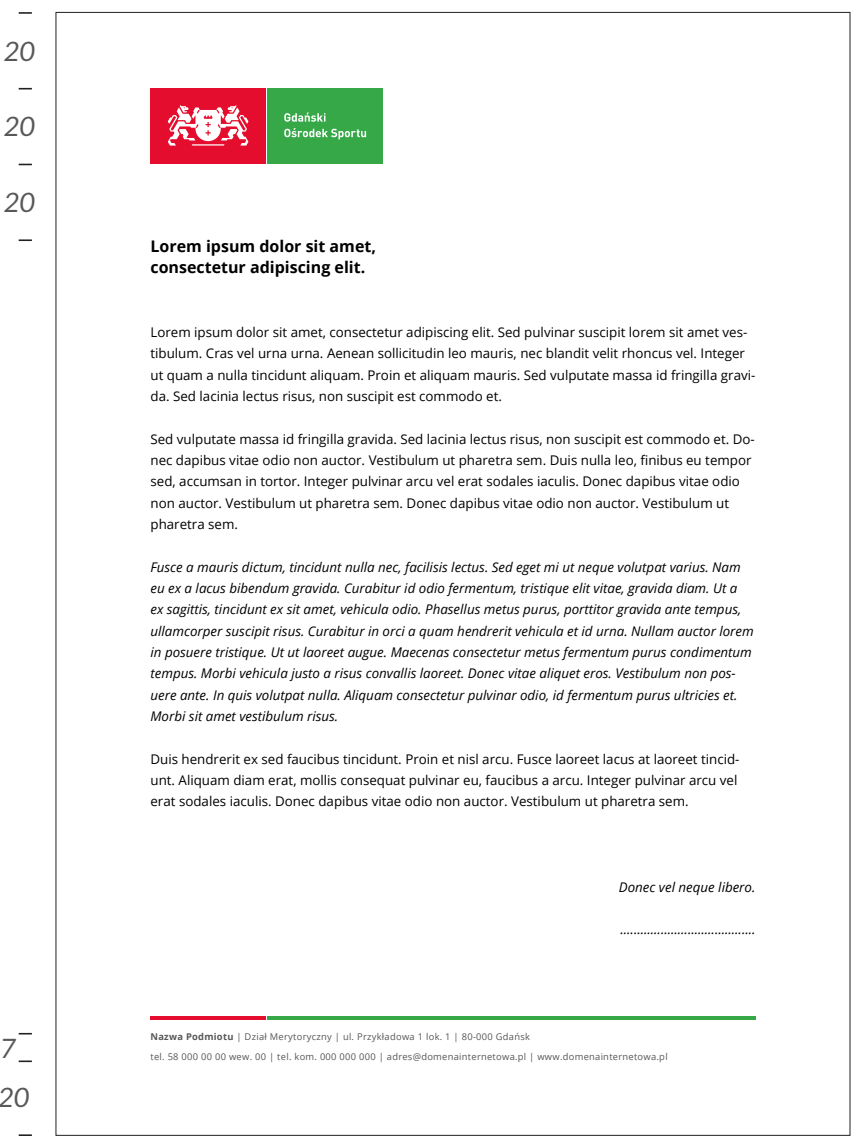 20
20
20
Gdański
Ośrodek Sportu
Lorem ipsum dolor sit amet,
consectetur adipiscing elit.
Lorem ipsum dolor sit amet, consectetur adipiscing elit. Sed pulvinar suscipit lorem sit amet ves-
tibulum. Cras vel urna urna. Aenean sollicitudin leo mauris, nec blandit velit rhoncus vel. Integer
ut quam a nulla tincidunt aliquam. Proin et aliquam mauris. Sed vulputate massa id fringilla gravi-
da. Sed lacinia lectus risus, non suscipit est commodo et.
Sed vulputate massa id fringilla gravida. Sed lacinia lectus risus, non suscipit est commodo et. Do-
nec dapibus vitae odio non auctor. Vestibulum ut pharetra sem. Duis nulla leo, finibus eu tempor
sed, accumsan in tortor. Integer pulvinar arcu vel erat sodales iaculis. Donec dapibus vitae odio
non auctor. Vestibulum ut pharetra sem. Donec dapibus vitae odio non auctor. Vestibulum ut
pharetra sem.
Fusce a mauris dictum, tincidunt nulla nec, facilisis lectus. Sed eget mi ut neque volutpat varius. Nam
eu ex a lacus bibendum gravida. Curabitur id odio fermentum, tristique elit vitae, gravida diam. Ut a
ex sagittis, tincidunt ex sit amet, vehicula odio. Phasellus metus purus, porttitor gravida ante tempus,
ullamcorper suscipit risus. Curabitur in orci a quam hendrerit vehicula et id urna. Nullam auctor lorem
in posuere tristique. Ut ut laoreet augue. Maecenas consectetur metus fermentum purus condimentum
tempus. Morbi vehicula justo a risus convallis laoreet. Donec vitae aliquet eros. Vestibulum non pos-
uere ante. In quis volutpat nulla. Aliquam consectetur pulvinar odio, id fermentum purus ultricies et.
Morbi sit amet vestibulum risus.
Duis hendrerit ex sed faucibus tincidunt. Proin et nisl arcu. Fusce laoreet lacus at laoreet tincid-
unt. Aliquam diam erat, mollis consequat pulvinar eu, faucibus a arcu. Integer pulvinar arcu vel
erat sodales iaculis. Donec dapibus vitae odio non auctor. Vestibulum ut pharetra sem.
Donec vel neque libero.
........................................
Nazwa Podmiotu | Dział Merytoryczny | ul. Przykładowa 1 lok. 1 | 80-000 Gdańsk
tel. 58 000 00 00 wew. 00 | tel. kom. 000 000 000 | adres@domenainternetowa.pl | www.domenainternetowa.pl
7
20